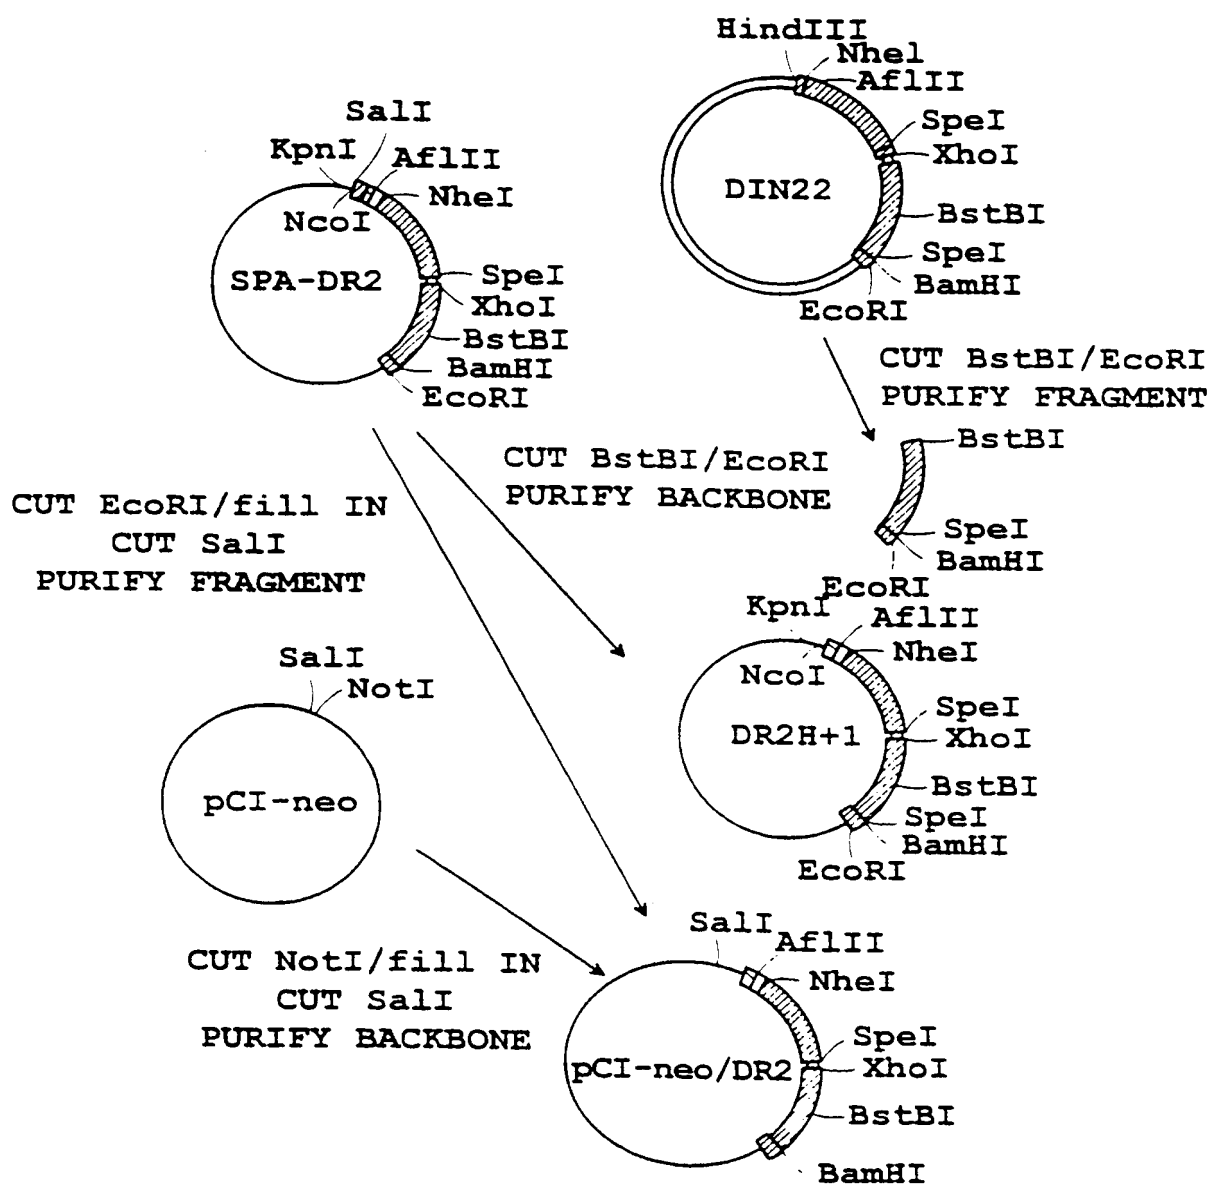 HindIII
NheI
AflII
SpeI
XhoI
DIN22
BstBI
SpeI
BamHI
EcoRI
SalI
KpnI
AflII
NheI
NcoI
SPA-DR2
SpeI
XhoI
BstBI
BamHI
EcoRI
CUT BstBI/EcoRI
PURIFY FRAGMENT
BstBI
SpeI
BamHI
EcoRI
CUT BstBI/EcoRI
PURIFY BACKBONE
CUT EcoRI/fill IN
CUT SalI
PURIFY FRAGMENT
KpnI
AflII
NheI
NcoI
DR2H+1
SpeI
XhoI
BstBI
SpeI
BamHI
EcoRI
SalI
NotI
pCI-neo
CUT NotI/fill IN
CUT SalI
PURIFY BACKBONE
SalI
AflII
NheI
SpeI
XhoI
pCI-neo/DR2
BstBI
BamHI